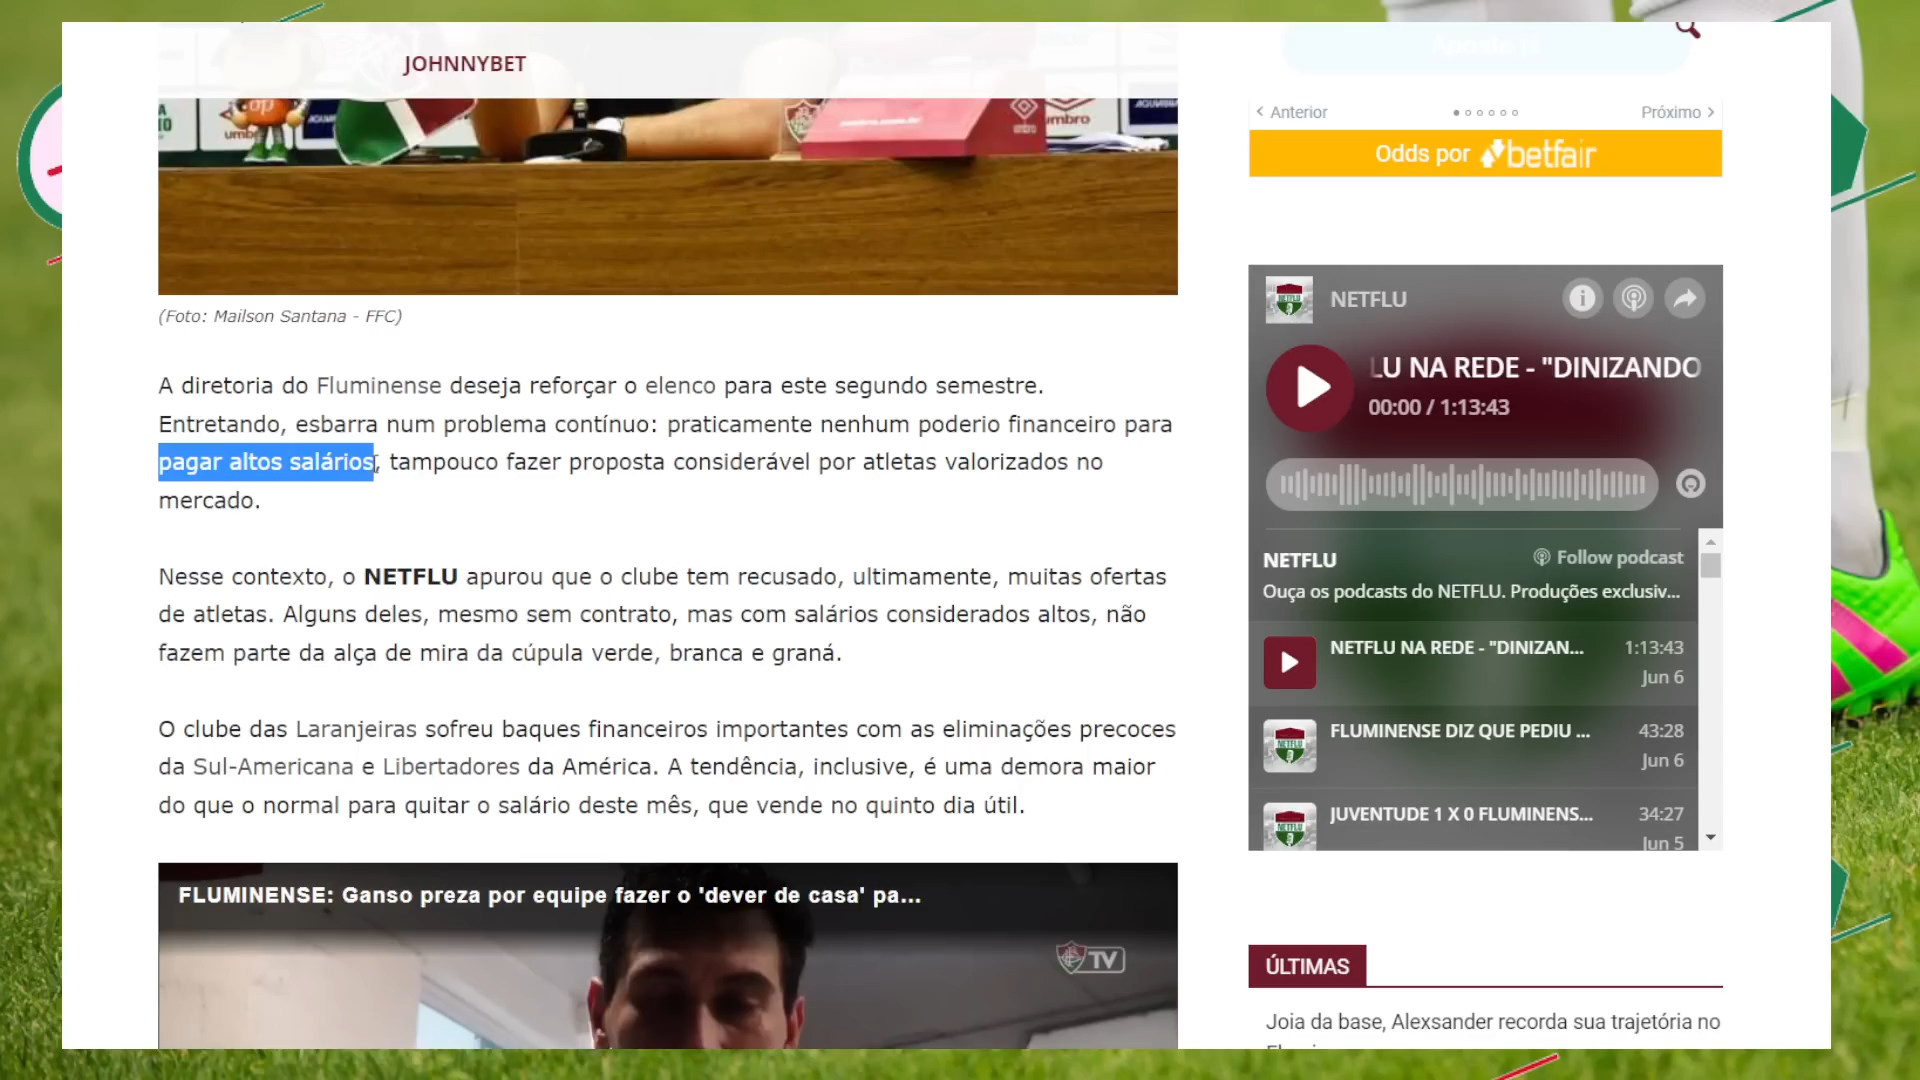 JOHNNYBET
umbro
umbro
umbro
(Foto: Mailson Santana - FFC)
A diretoria do Fluminense deseja reforçar o elenco para este segundo semestre.
Entretando, esbarra num problema contínuo: praticamente nenhum poderio financeiro para
pagar altos salários, tampouco fazer proposta considerável por atletas valorizados no
mercado.
Nesse contexto, o NETFLU apurou que o clube tem recusado, ultimamente, muitas ofertas
de atletas. Alguns deles, mesmo sem contrato, mas com salários considerados altos, não
fazem parte da alça de mira da cúpula verde, branca e graná.
O clube das Laranjeiras sofreu baques financeiros importantes com as eliminações precoces
da Sul-Americana e Libertadores da América. A tendência, inclusive, é uma demora maior
do que o normal para quitar o salário deste mês, que vende no quinto dia útil.
FLUMINENSE: Ganso preza por equipe fazer o 'dever de casa' pa...
TV
Aposte já
Anterior
Próximo
Odds por betfair
NETFLU
LU NA REDE - "DINIZANDO
00:00 / 1:13:43
NETFLU
Follow podcast
Ouça os podcasts do NETFLU. Produções exclusiv...
NETFLU NA REDE - "DINIZAN... 1:13:43
Jun 6
FLUMINENSE DIZ QUE PEDIU ... 43:28
Jun 6
JUVENTUDE 1 X 0 FLUMINENS... 34:27
Jun 5
ÚLTIMAS
Joia da base, Alexsander recorda sua trajetória no